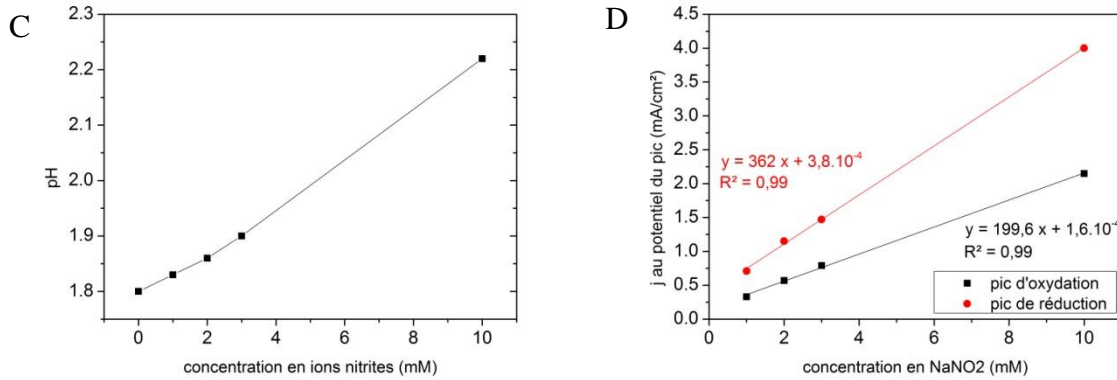 C
2.3
2.2
2.1
2.0
1.9
1.8
pH
0
2
4
6
8
10
concentration en ions nitrites (mM)
D
4.5
4.0
3.5
3.0
2.5
2.0
1.5
1.0
0.5
0.0
j au potentiel du pic (mA/cm²)
y = 362 x + 3,8.10⁻⁴
R² = 0,99
y = 199,6 x + 1,6.10⁻⁴
R² = 0,99
pic d'oxydation
pic de réduction
0
2
4
6
8
10
concentration en NaNO2 (mM)